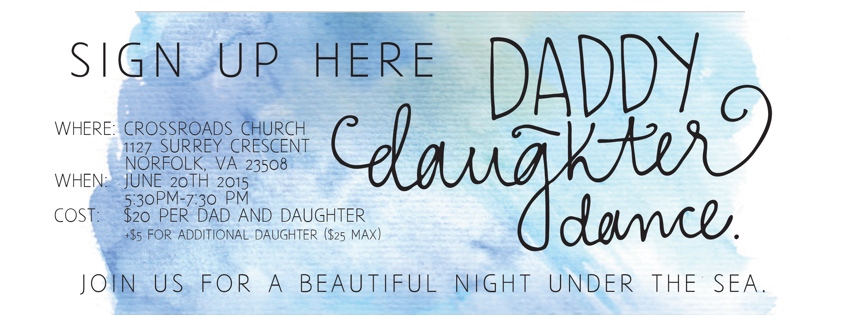 SIGN UP HERE
DADDY
daughter
dance.
WHERE: CROSSROADS CHURCH
1127 SURREY CRESCENT
NORFOLK, VA 23508
WHEN: JUNE 20TH 2015
5:30PM-7:30 PM
COST: $20 PER DAD AND DAUGHTER
+$5 FOR ADDITIONAL DAUGHTER ($25 MAX)
JOIN US FOR A BEAUTIFUL NIGHT UNDER THE SEA.